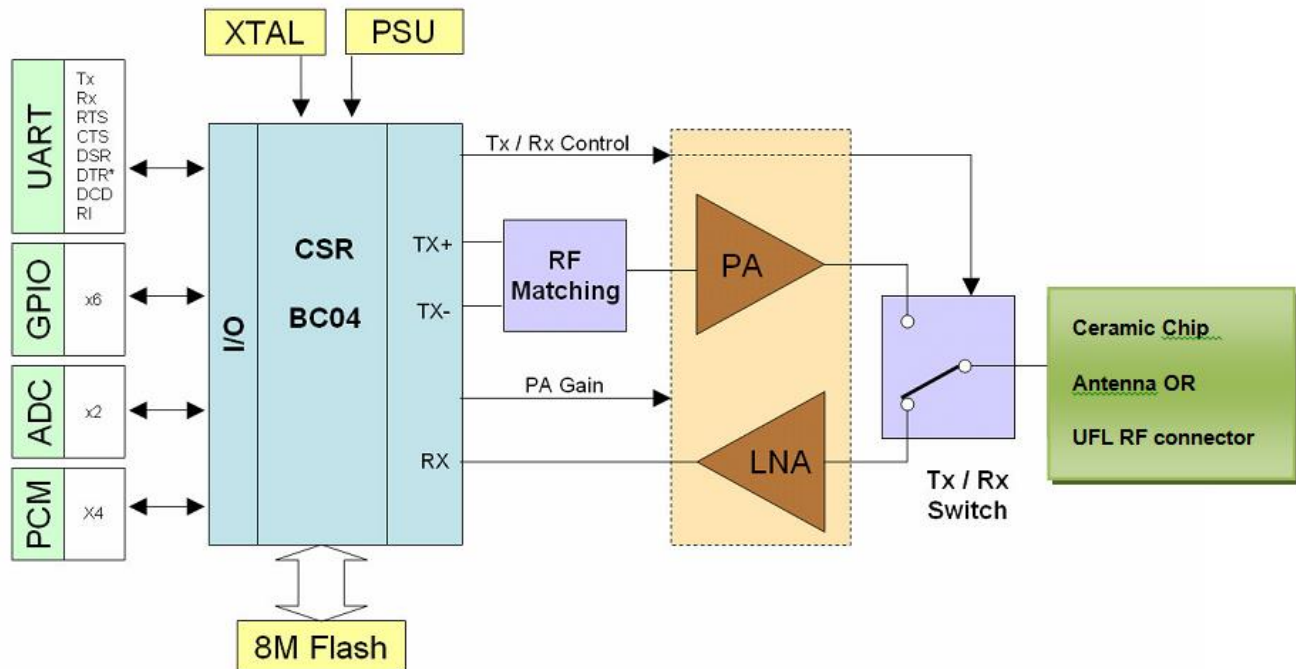 XTAL
PSU
UART
Tx
Rx
RTS
CTS
DSR
DTR*
DCD
RI
GPIO
x6
ADC
x2
PCM
X4
I/O
CSR
BC04
TX+
TX-
RX
Tx / Rx Control
RF
Matching
PA Gain
PA
LNA
Tx / Rx
Switch
Ceramic Chip
Antenna OR
UFL RF connector
8M Flash